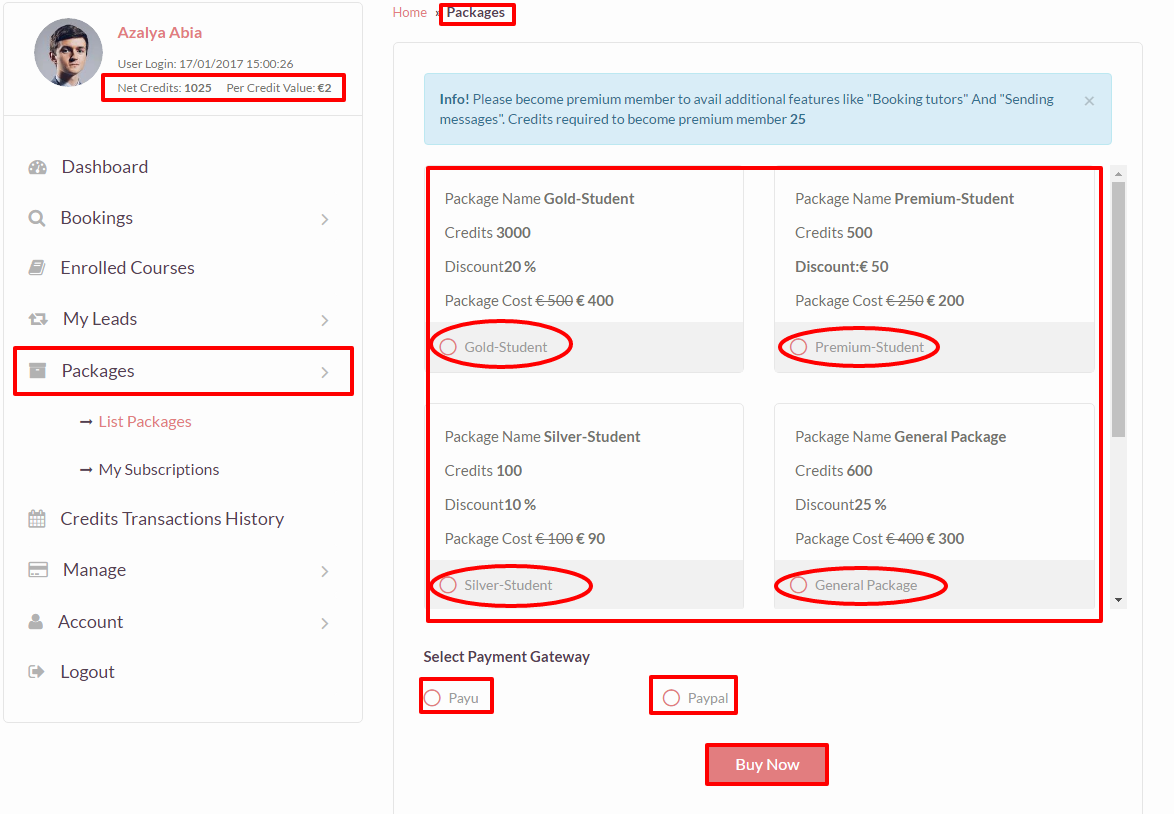 Azalya Abia
User Login: 17/01/2017 15:00:26
Net Credits: 1025 Per Credit Value: €2
Dashboard
Bookings
Enrolled Courses
My Leads
Packages
List Packages
My Subscriptions
Credits Transactions History
Manage
Account
Logout
Home » Packages
Info! Please become premium member to avail additional features like "Booking tutors" And "Sending
messages". Credits required to become premium member 25
×
Package Name Gold-Student
Credits 3000
Discount20 %
Package Cost € 500 € 400
Gold-Student
Package Name Premium-Student
Credits 500
Discount:€ 50
Package Cost € 250 € 200
Premium-Student
Package Name Silver-Student
Credits 100
Discount10 %
Package Cost € 100 € 90
Silver-Student
Package Name General Package
Credits 600
Discount25 %
Package Cost € 400 € 300
General Package
Select Payment Gateway
Payu
Paypal
Buy Now